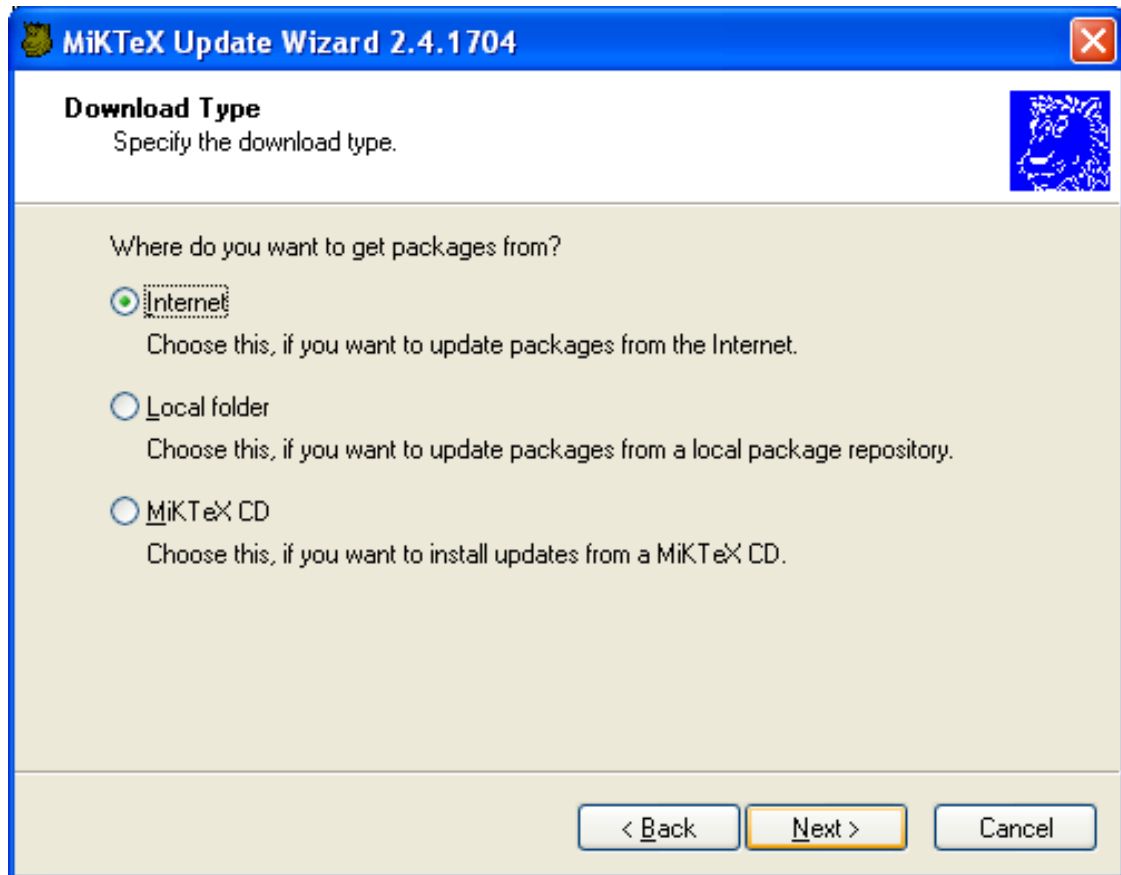 MiKTeX Update Wizard 2.4.1704
Download Type
Specify the download type.
Where do you want to get packages from?
Internet
Choose this, if you want to update packages from the Internet.
Local folder
Choose this, if you want to update packages from a local package repository.
MiKTeX CD
Choose this, if you want to install updates from a MiKTeX CD.
< Back Next > Cancel